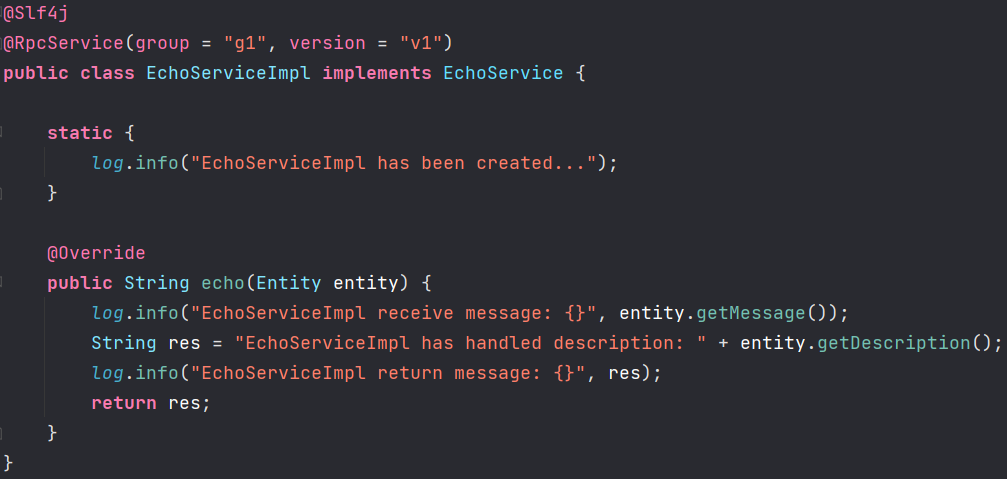 @Slf4j
@RpcService(group = "g1", version = "v1")
public class EchoServiceImpl implements EchoService {
static {
log.info("EchoServiceImpl has been created...");
}
@Override
public String echo(Entity entity) {
log.info("EchoServiceImpl receive message: {}", entity.getMessage());
String res = "EchoServiceImpl has handled description: " + entity.getDescription();
log.info("EchoServiceImpl return message: {}", res);
return res;
}
}